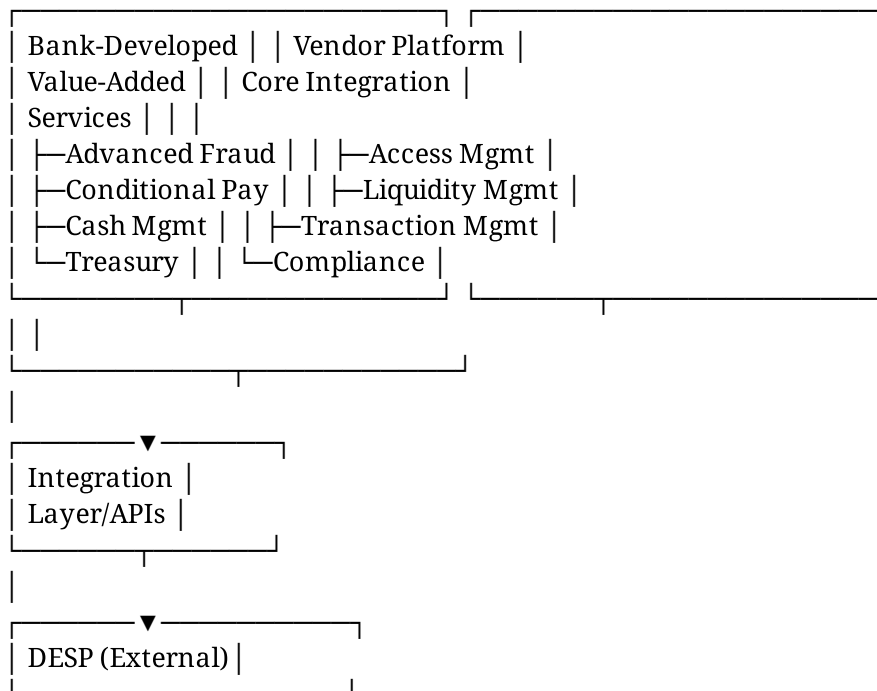 ┌──────────────────────────┐ ┌──────────────────────────
│ Bank-Developed │ │ Vendor Platform │
│ Value-Added │ │ Core Integration │
│ Services │ │ │
│ ├─Advanced Fraud │ │ ├─Access Mgmt │
│ ├─Conditional Pay │ │ ├─Liquidity Mgmt │
│ ├─Cash Mgmt │ │ ├─Transaction Mgmt │
│ └─Treasury │ │ └─Compliance │
└──────────┬───────────────┘ └────────┬─────────────────
│ │
└─────────────┬──────────────┘
│
┌───────▼───────┐
│ Integration │
│ Layer/APIs │
└───────┬───────┘
│
┌───────▼───────────┐
│ DESP (External)│
└────────────────────┘